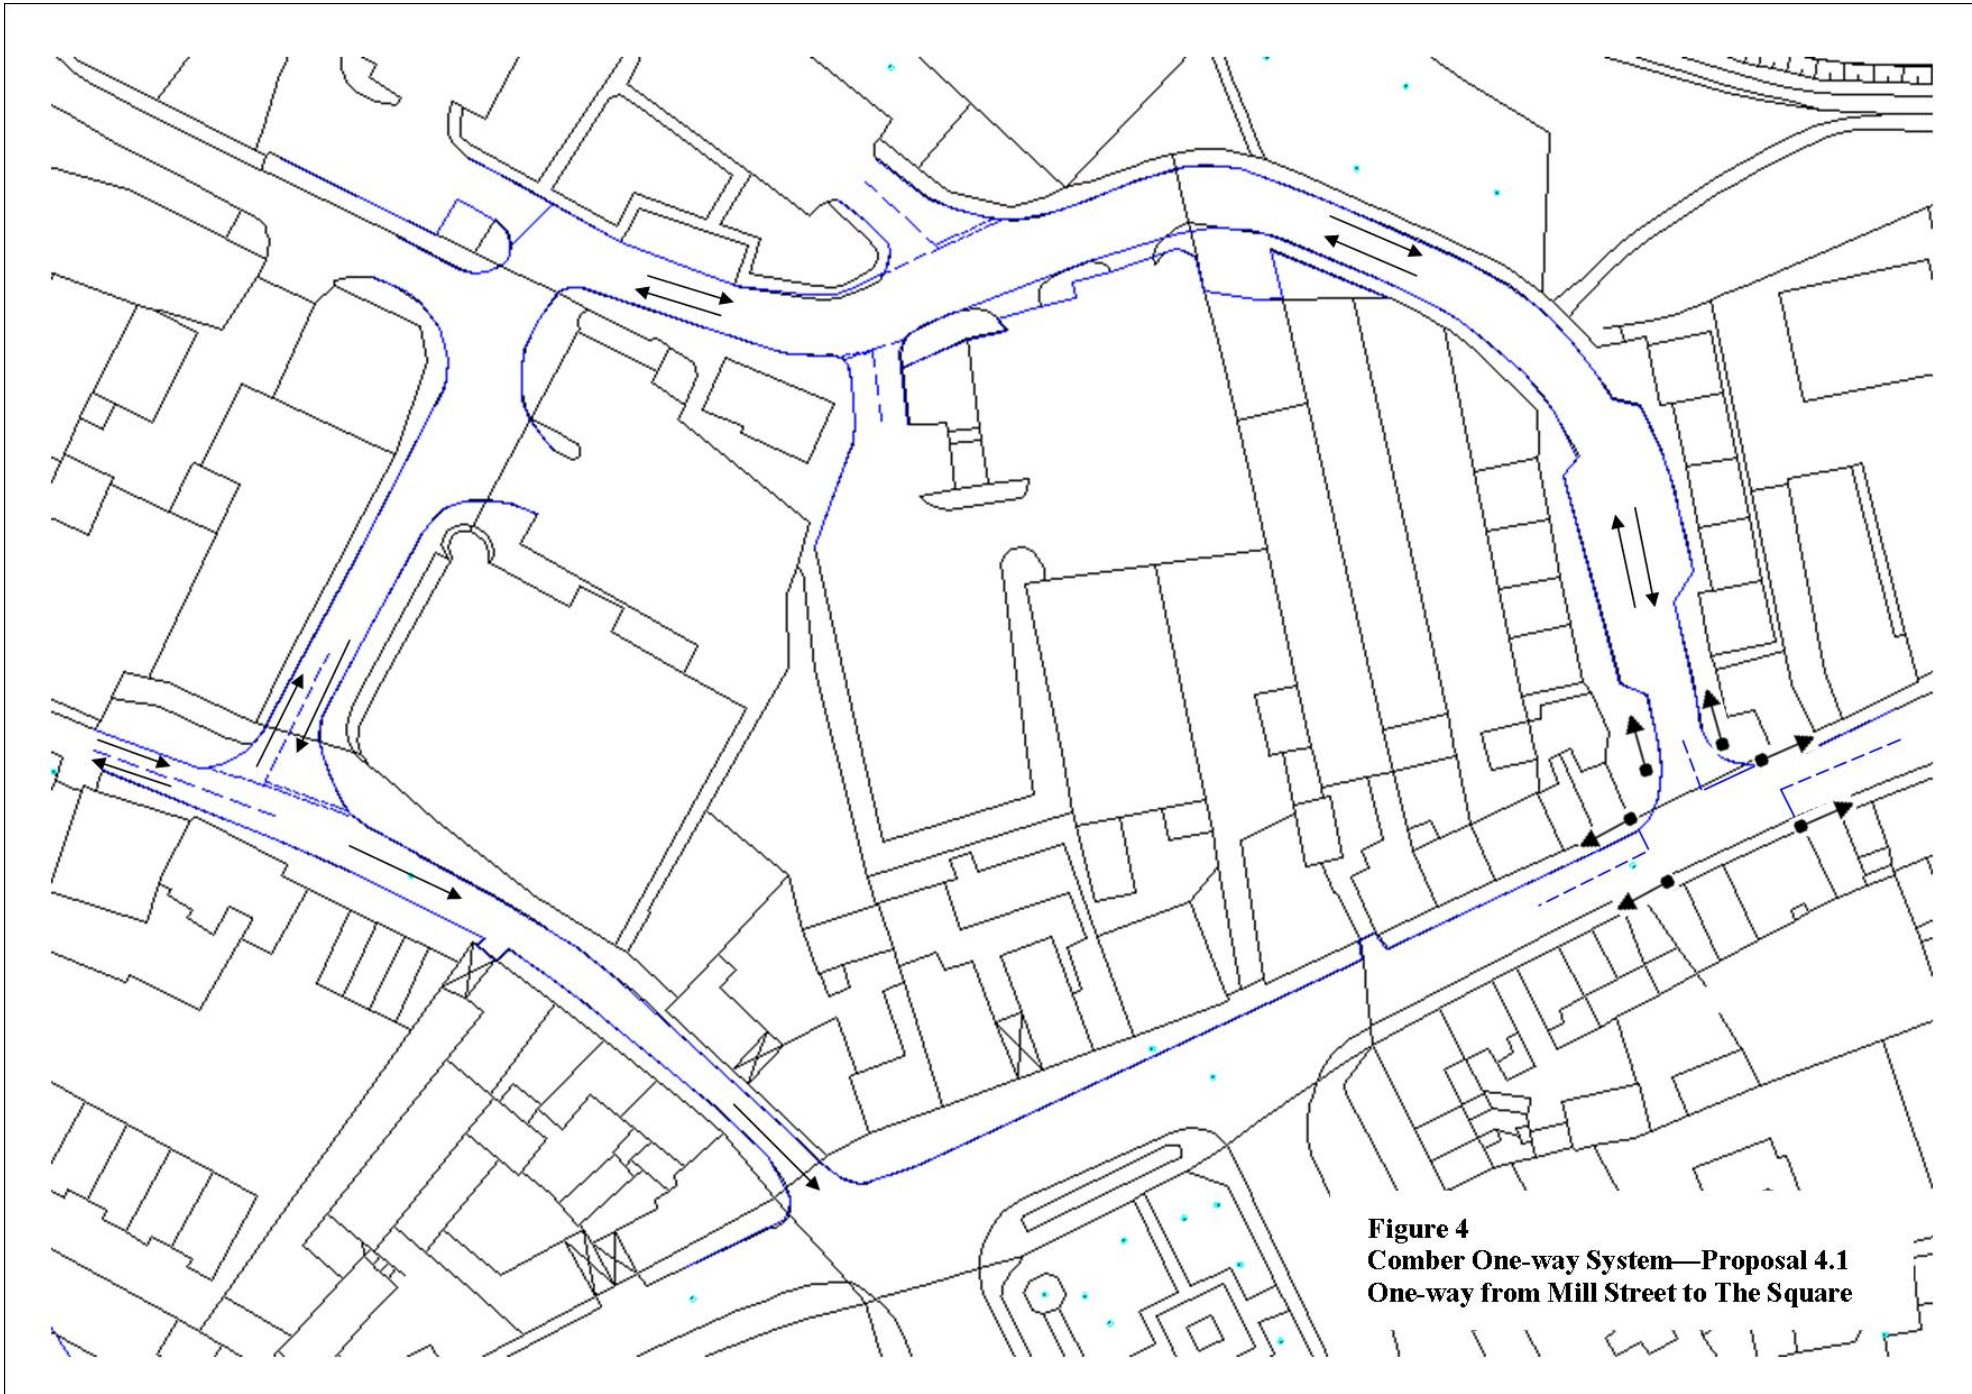 Figure 4
Comber One-way System—Proposal 4.1
One-way from Mill Street to The Square